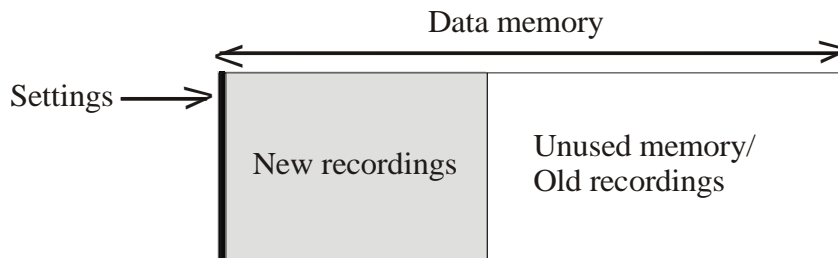 Data memory
Settings
New recordings
Unused memory/
Old recordings